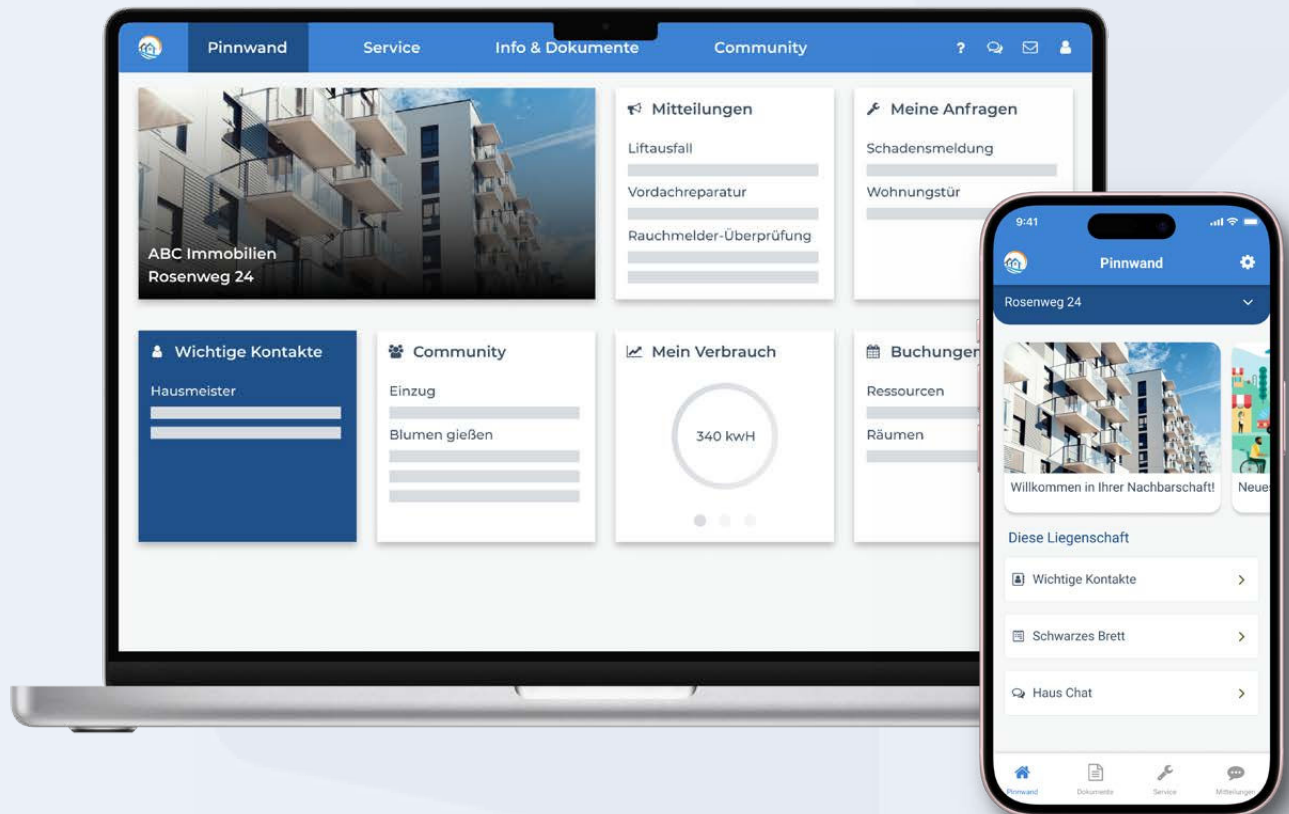 Pinnwand
Service
Info & Dokumente
Community
?
ABC Immobilien
Rosenweg 24
Mitteilungen
Liftausfall
Vordachreparatur
Rauchmelder-Überprüfung
Meine Anfragen
Schadensmeldung
Wohnungstür
Wichtige Kontakte
Hausmeister
Community
Einzug
Blumen gießen
Mein Verbrauch
340 kwH
Buchungen
Ressourcen
Räumen
9:41
Pinnwand
Rosenweg 24
Willkommen in Ihrer Nachbarschaft!
Neues
Diese Liegenschaft
Wichtige Kontakte
Schwarzes Brett
Haus Chat
Pinnwand
Dokumente
Service
Mitteilungen